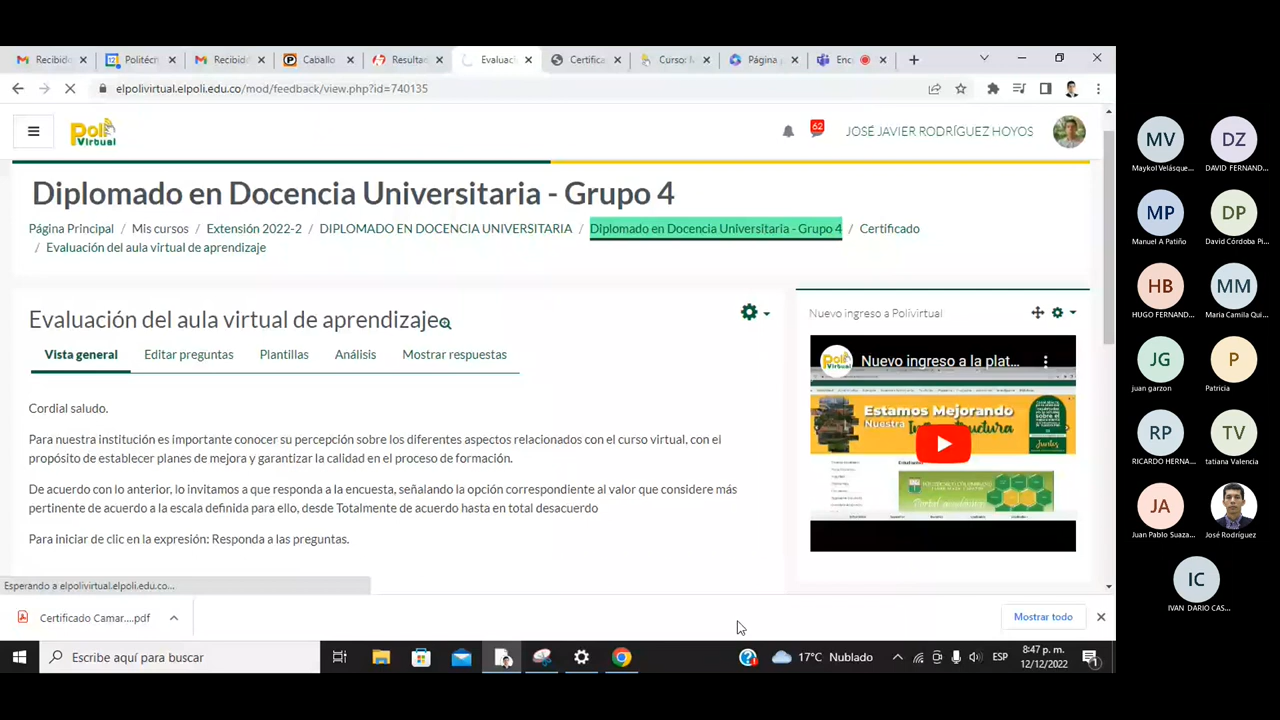 Recibido
Politécn
Recibida
Caballo
Resultad
Evaluac
Certifica
Curso: M
Página
Enc
elpolivirtual.elpoli.edu.co/mod/feedback/view.php?id=740135
Poli Virtual
62
JOSÉ JAVIER RODRÍGUEZ HOYOS
Diplomado en Docencia Universitaria - Grupo 4
Página Principal / Mis cursos / Extensión 2022-2 / DIPLOMADO EN DOCENCIA UNIVERSITARIA / Diplomado en Docencia Universitaria - Grupo 4 / Certificado
/ Evaluación del aula virtual de aprendizaje
Evaluación del aula virtual de aprendizaje
Vista general Editar preguntas Plantillas Análisis Mostrar respuestas
Cordial saludo.
Para nuestra institución es importante conocer su percepcion sobre los diferentes aspectos relacionados con el curso virtual, con el
propósito de establecer planes de mejora y garantizar la calidad en el proceso de formación.
De acuerdo con lo anterior, lo invitamos a que responda a la encuesta, señalando la opción correspondiente al valor que considere más
pertinente de acuerdo a la escala definida para ello, desde Totalmente de acuerdo hasta en total desacuerdo
Para iniciar de clic en la expresión: Responda a las preguntas.
Nuevo ingreso a Polivirtual
Nuevo ingreso a la plat...
Estamos Mejorando
Nuestra Infraestructura
Juntos
Esperando a elpolivirtual.elpoli.edu.co...
Certificado Camar....pdf
Mostrar todo
Escribe aquí para buscar
17°C Nublado
ESP
8:47 p. m.
12/12/2022
1
MV
Maykol Velásque...
DZ
DAVID FERNAND...
MP
Manuel A Patiño
DP
David Córdoba Pi...
HB
HUGO FERNAND...
MM
Maria Camila Qui...
JG
juan garzon
P
Patricia
RP
RICARDO HERNA...
TV
tatiana Valencia
JA
Juan Pablo Suaza...
José Rodríguez
IC
IVAN DARIO CAS...